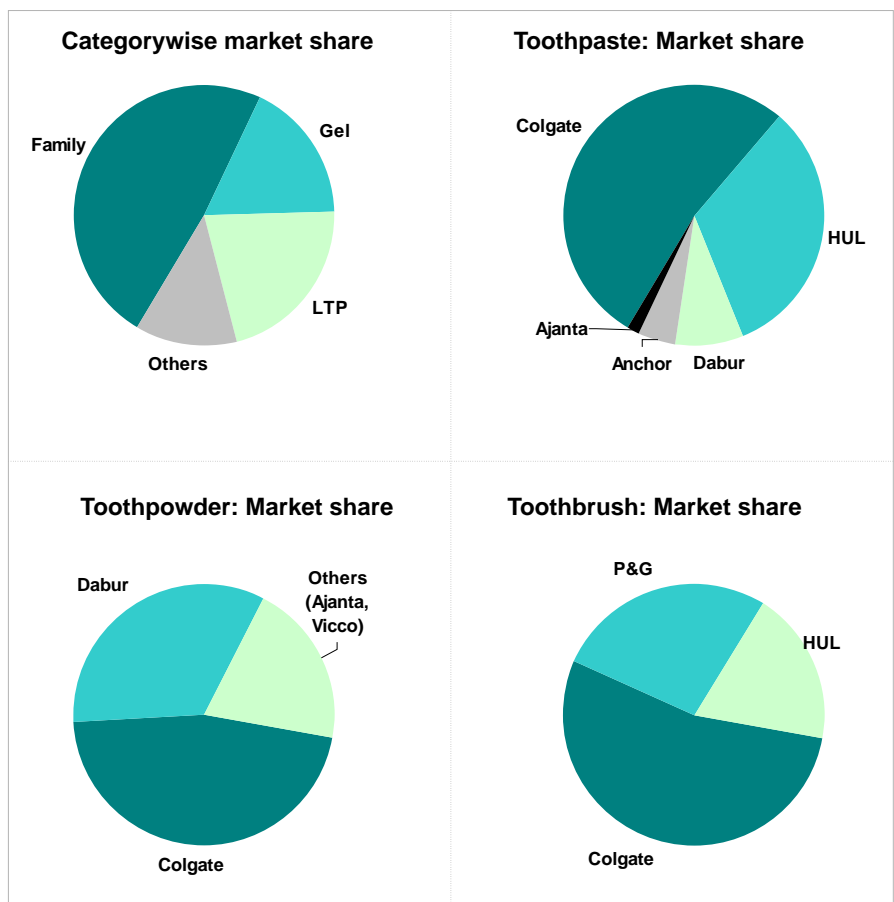 Categorywise market share
Family
Gel
LTP
Others
Toothpaste: Market share
Colgate
HUL
Ajanta
Anchor
Dabur
Toothpowder: Market share
Dabur
Others
(Ajanta,
Vicco)
Colgate
Toothbrush: Market share
P&G
HUL
Colgate